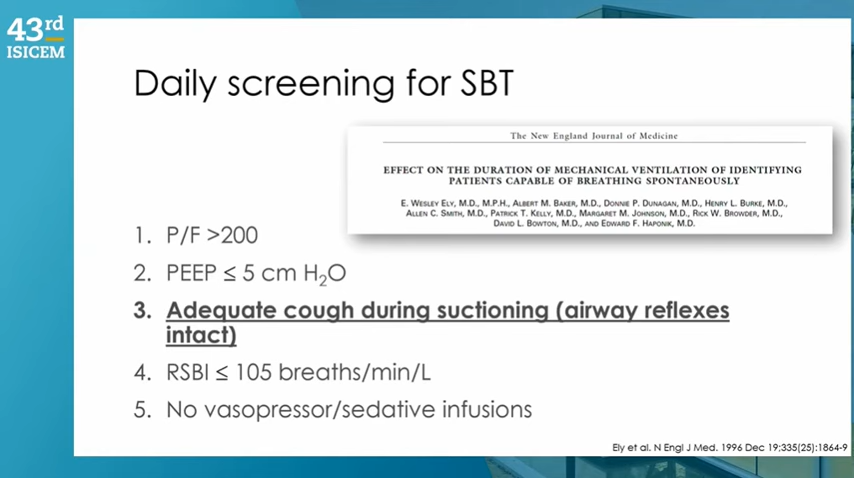 43rd
ISICEM
Daily screening for SBT
The New England Journal of Medicine
EFFECT ON THE DURATION OF MECHANICAL VENTILATION OF IDENTIFYING
PATIENTS CAPABLE OF BREATHING SPONTANEOUSLY
E. WESLEY ELY, M.D., M.P.H., ALBERT M. BAKER, M.D., DONNIE P. DUNAGAN, M.D., HENRY L. BURKE, M.D.,
ALLEN C. SMITH, M.D., PATRICK T. KELLY, M.D., MARGARET M. JOHNSON, M.D., RICK W. BROWDER, M.D.,
DAVID L. BOWTON, M.D., AND EDWARD F. HAPONIK, M.D.
1. P/F >200
2. PEEP ≤ 5 cm H₂O
3. Adequate cough during suctioning (airway reflexes
intact)
4. RSBI ≤ 105 breaths/min/L
5. No vasopressor/sedative infusions
Ely et al. N Engl J Med. 1996 Dec 19;335(25):1864-9